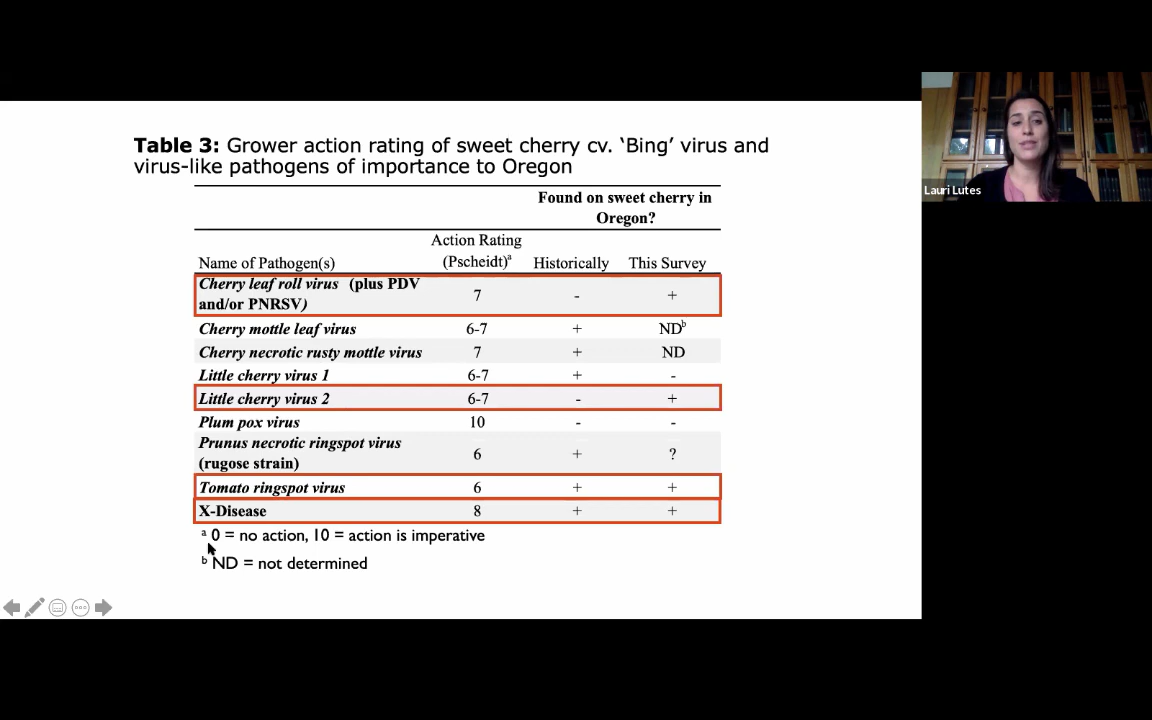 Table 3: Grower action rating of sweet cherry cv. ‘Bing’ virus and
virus-like pathogens of importance to Oregon
Found on sweet cherry in
Oregon?
Action Rating
Name of Pathogen(s) (Pscheidt)ᵃ Historically This Survey
Cherry leaf roll virus (plus PDV
and/or PNRSV) 7 - +
Cherry mottle leaf virus 6-7 + NDᵇ
Cherry necrotic rusty mottle virus 7 + ND
Little cherry virus 1 6-7 + -
Little cherry virus 2 6-7 - +
Plum pox virus 10 - -
Prunus necrotic ringspot virus
(rugose strain) 6 + ?
Tomato ringspot virus 6 + +
X-Disease 8 + +
ᵃ 0 = no action, 10 = action is imperative
ᵇ ND = not determined
Lauri Lutes